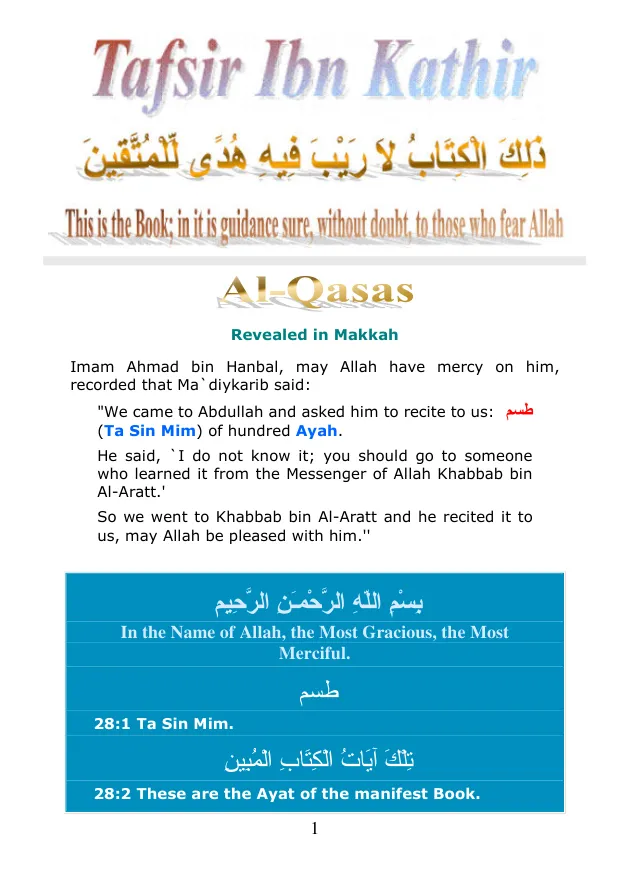 Tafsir Ibn Kathir
ذَلِكَ الْكِتَابُ لاَ رَيْبَ فِيهِ هُدًى لِّلْمُتَّقِينَ
This is the Book; in it is guidance sure, without doubt, to those who fear Allah
Al-Qasas
Revealed in Makkah
Imam Ahmad bin Hanbal, may Allah have mercy on him,
recorded that Ma`diykarib said:
"We came to Abdullah and asked him to recite to us: طسم
(Ta Sin Mim) of hundred Ayah.
He said, `I do not know it; you should go to someone
who learned it from the Messenger of Allah Khabbab bin
Al-Aratt.'
So we went to Khabbab bin Al-Aratt and he recited it to
us, may Allah be pleased with him.''
بِسْمِ اللَّهِ الرَّحْمَـنِ الرَّحِيمِ
In the Name of Allah, the Most Gracious, the Most
Merciful.
طسم
28:1 Ta Sin Mim.
تِلْكَ آيَاتُ الْكِتَابِ الْمُبِينِ
28:2 These are the Ayat of the manifest Book.
1